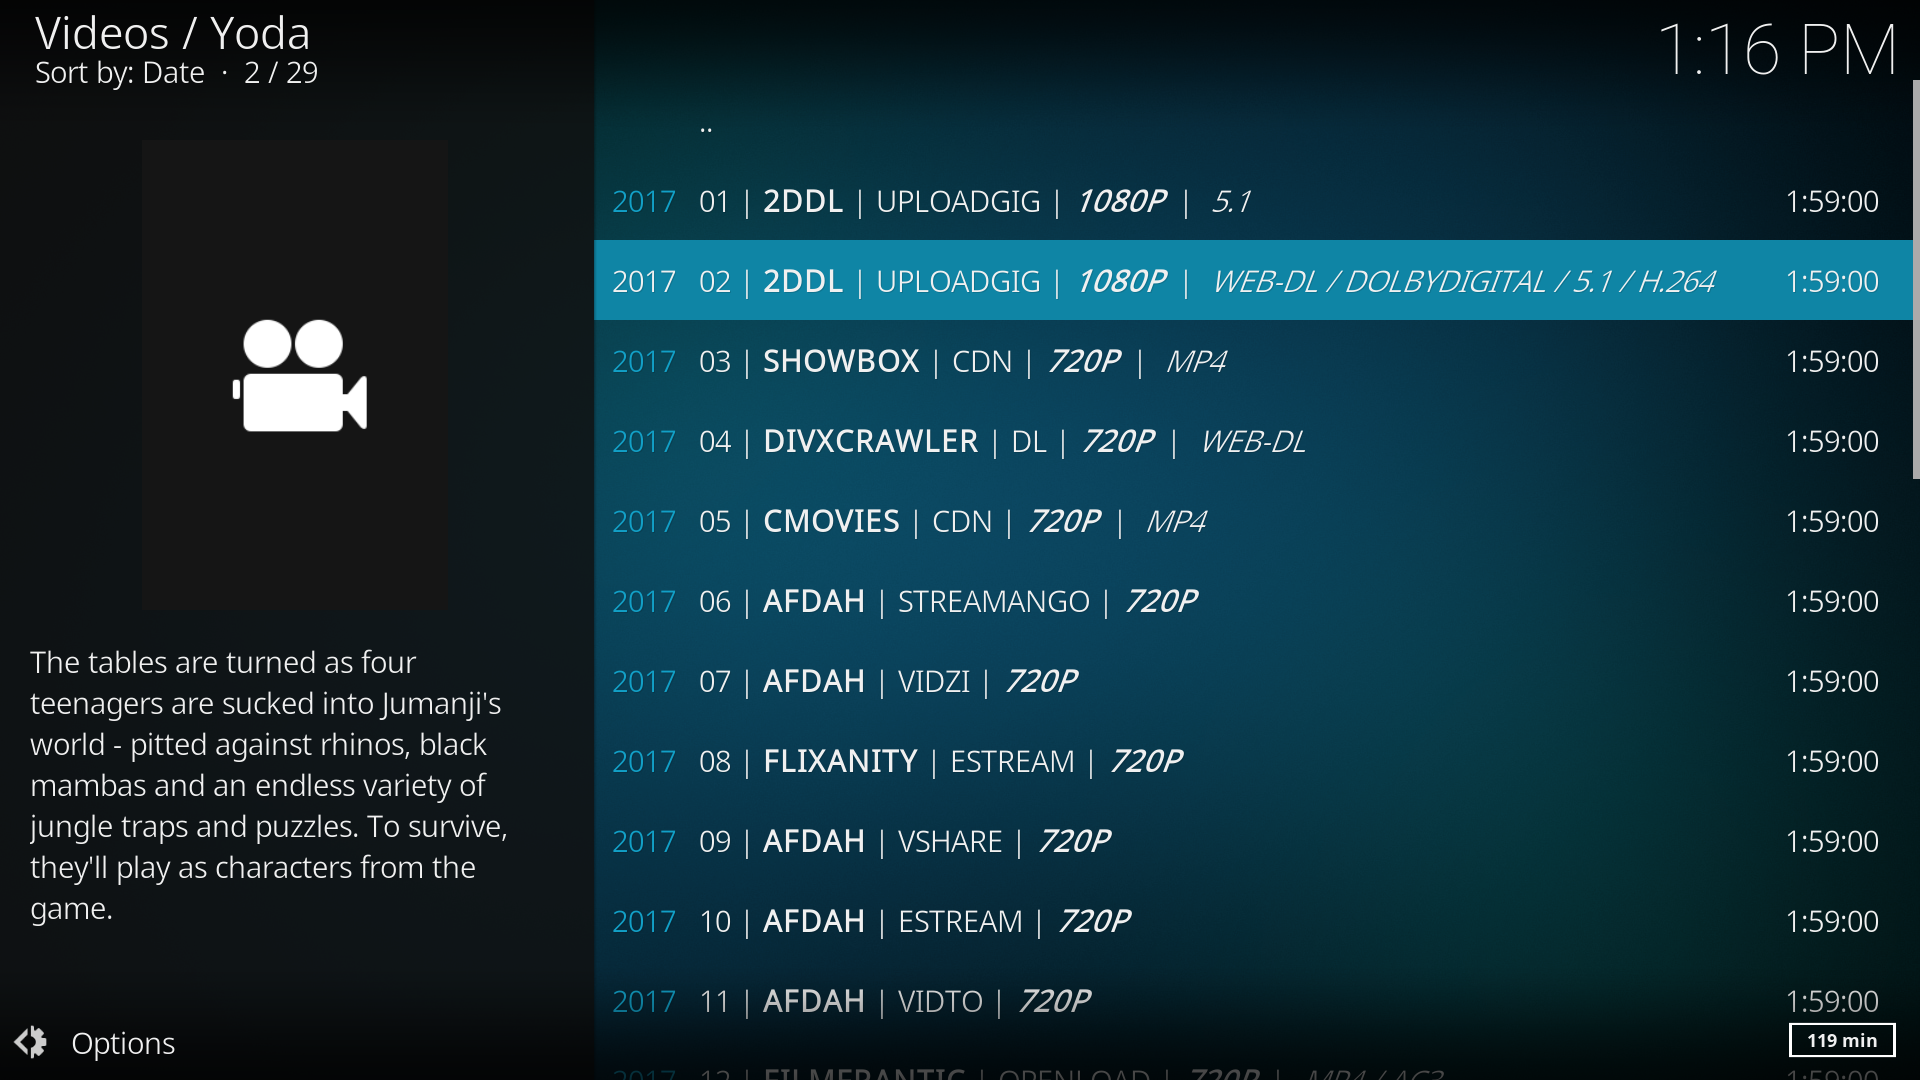 Videos / Yoda
Sort by: Date · 2 / 29
1:16 PM
..
2017 01 | 2DDL | UPLOADGIG | 1080P | 5.1 1:59:00
2017 02 | 2DDL | UPLOADGIG | 1080P | WEB-DL / DOLBYDIGITAL / 5.1 / H.264 1:59:00
2017 03 | SHOWBOX | CDN | 720P | MP4 1:59:00
2017 04 | DIVXCRAWLER | DL | 720P | WEB-DL 1:59:00
2017 05 | CMOVIES | CDN | 720P | MP4 1:59:00
2017 06 | AFDAH | STREAMANGO | 720P 1:59:00
2017 07 | AFDAH | VIDZI | 720P 1:59:00
2017 08 | FLIXANITY | ESTREAM | 720P 1:59:00
2017 09 | AFDAH | VSHARE | 720P 1:59:00
2017 10 | AFDAH | ESTREAM | 720P 1:59:00
2017 11 | AFDAH | VIDTO | 720P 1:59:00
2017 12 | FILMERANTIC | OPENLOAD | 720P | MP4 / AC3 1:59:00
The tables are turned as four
teenagers are sucked into Jumanji's
world - pitted against rhinos, black
mambas and an endless variety of
jungle traps and puzzles. To survive,
they'll play as characters from the
game.
Options
119 min